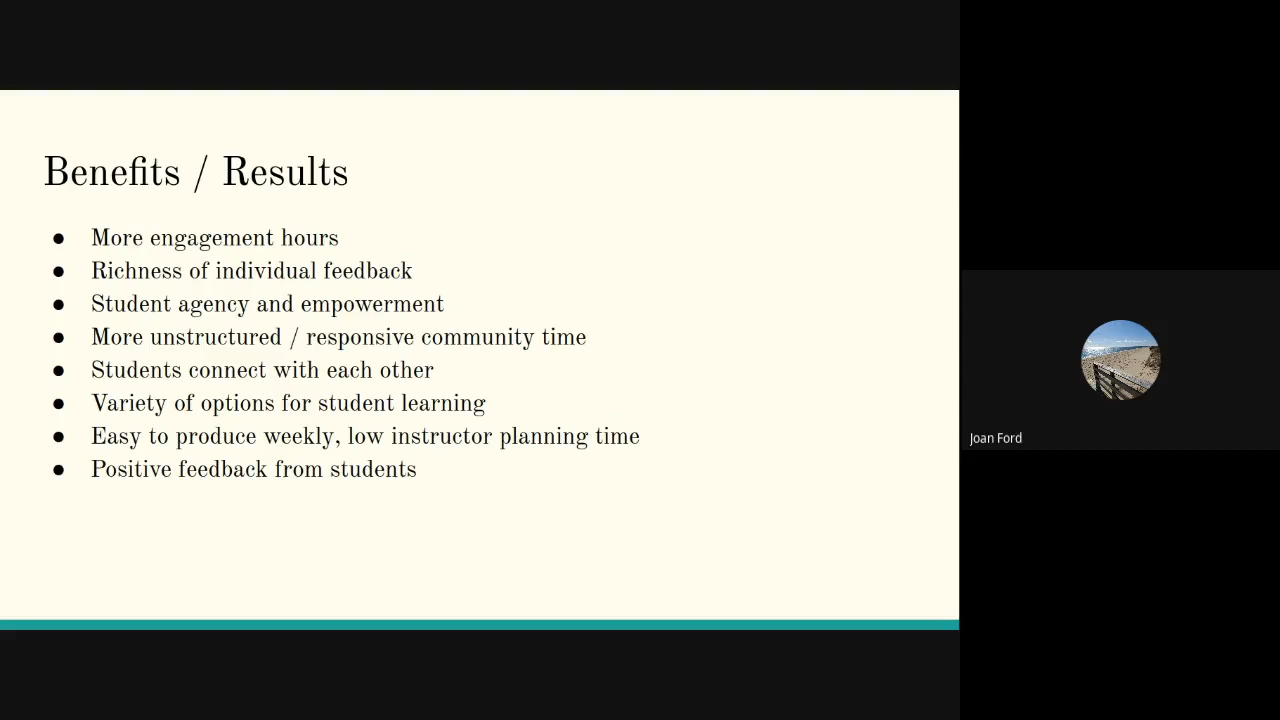 Benefits / Results
● More engagement hours
● Richness of individual feedback
● Student agency and empowerment
● More unstructured / responsive community time
● Students connect with each other
● Variety of options for student learning
● Easy to produce weekly, low instructor planning time
● Positive feedback from students
Joan Ford